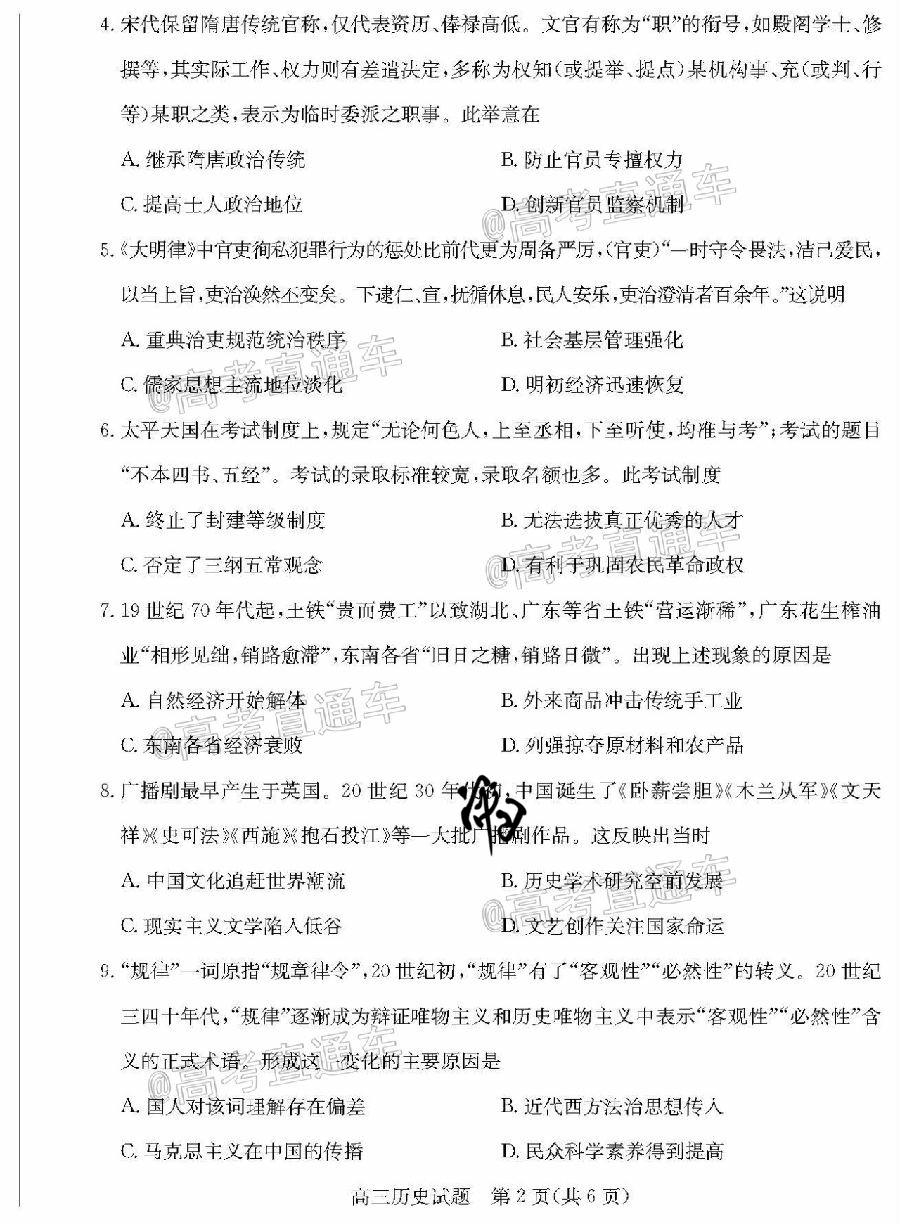 4. 宋代保留隋唐传统官称，仅代表资历、俸禄高低。文官有称为“职”的衔号，如殿阁学士、修
撰等，其实际工作、权力则有差遣决定，多称为权知(或提举、提点)某机构事、充(或判、行
等)某职之类，表示为临时委派之职事。此举意在
A. 继承隋唐政治传统 B. 防止官员专擅权力
C. 提高士人政治地位 D. 创新官员监察机制
@高考直通车
5.《大明律》中官吏徇私犯罪行为的惩处比前代更为周备严厉，(官吏)“一时守令畏法，洁己爱民，
以当上旨，吏治涣然丕变矣。下逮仁、宣，抚循休息，民人安乐，吏治澄清者百余年。”这说明
A. 重典治吏规范统治秩序 B. 社会基层管理强化
C. 儒家思想主流地位淡化 D. 明初经济迅速恢复
@高考直通车
6. 太平天国在考试制度上，规定“无论何色人，上至丞相，下至听使，均准与考”；考试的题目
“不本四书、五经”。考试的录取标准较宽，录取名额也多。此考试制度
A. 终止了封建等级制度 B. 无法选拔真正优秀的人才
C. 否定了三纲五常观念 D. 有利于巩固农民革命政权
@高考直通车
7. 19 世纪 70 年代起，土铁“贵而费工”以致湖北、广东等省土铁“营运渐稀”，广东花生榨油
业“相形见绌，销路愈滞”，东南各省“旧日之糖，销路日微”。出现上述现象的原因是
A. 自然经济开始解体 B. 外来商品冲击传统手工业
C. 东南各省经济衰败 D. 列强掠夺原材料和农产品
@高考直通车
8. 广播剧最早产生于英国。20 世纪 30 年代初，中国诞生了《卧薪尝胆》《木兰从军》《文天
祥》《史可法》《西施》《抱石投江》等一大批广播剧作品。这反映出当时
A. 中国文化追赶世界潮流 B. 历史学术研究空前发展
C. 现实主义文学陷入低谷 D. 文艺创作关注国家命运
@高考直通车
9. “规律”一词原指“规章律令”，20 世纪初，“规律”有了“客观性”“必然性”的转义。20 世纪
三四十年代，“规律”逐渐成为辩证唯物主义和历史唯物主义中表示“客观性”“必然性”含
义的正式术语。形成这一变化的主要原因是
A. 国人对该词理解存在偏差 B. 近代西方法治思想传入
C. 马克思主义在中国的传播 D. 民众科学素养得到提高
@高考直通车
高三历史试题 第 2 页(共 6 页)